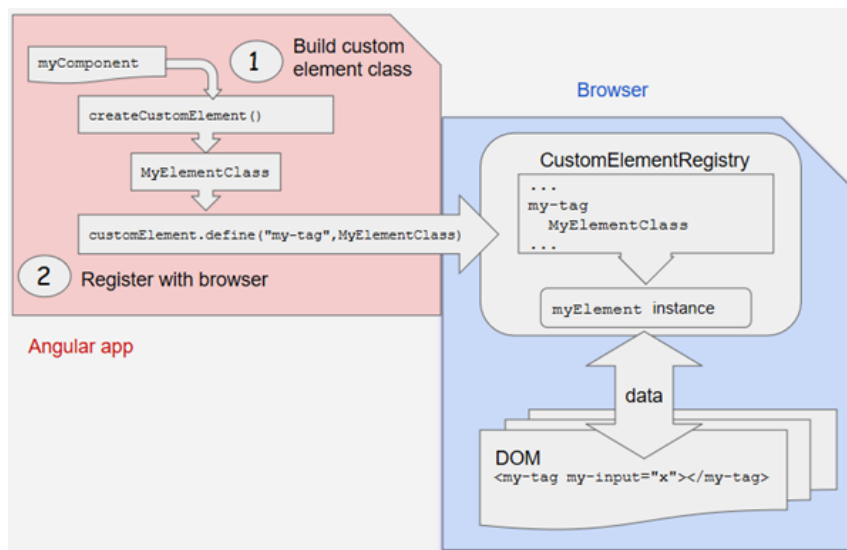 myComponent
1
Build custom
element class
createCustomElement()
MyElementClass
customElement.define("my-tag",MyElementClass)
2
Register with browser
Angular app
Browser
CustomElementRegistry
...
my-tag
MyElementClass
...
myElement instance
data
DOM
<my-tag my-input="x"></my-tag>